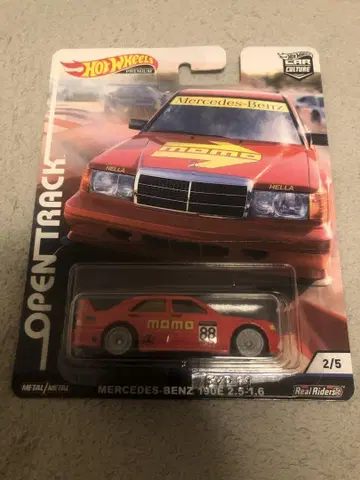 HOT WHEELS
PREMIUM
CAR
CULTURE
Mercedes-Benz
momo
HELLA
HELLA
OPEN TRACK
momo
88
2/5
METAL/METAL
MERCEDES-BENZ 190E 2.5-16
Real Riders